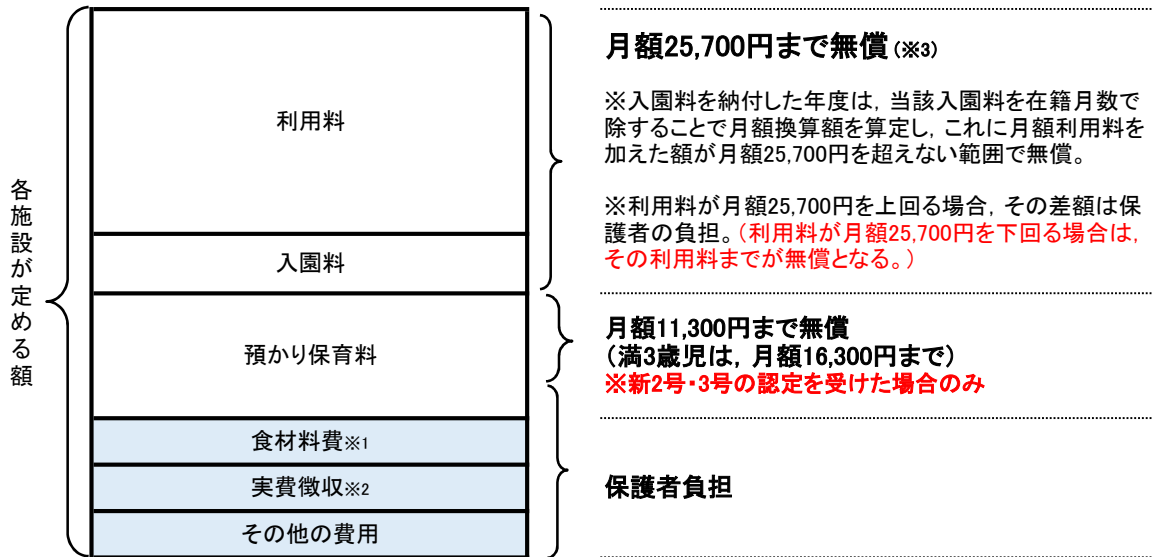 各施設が定める額
利用料
入園料
預かり保育料
食材料費※1
実費徴収※2
その他の費用
月額25,700円まで無償(※3)
※入園料を納付した年度は，当該入園料を在籍月数で
除することで月額換算額を算定し，これに月額利用料を
加えた額が月額25,700円を超えない範囲で無償。
※利用料が月額25,700円を上回る場合，その差額は保
護者の負担。（利用料が月額25,700円を下回る場合は，
その利用料までが無償となる。）
月額11,300円まで無償
（満3歳児は，月額16,300円まで）
※新2号・3号の認定を受けた場合のみ
保護者負担